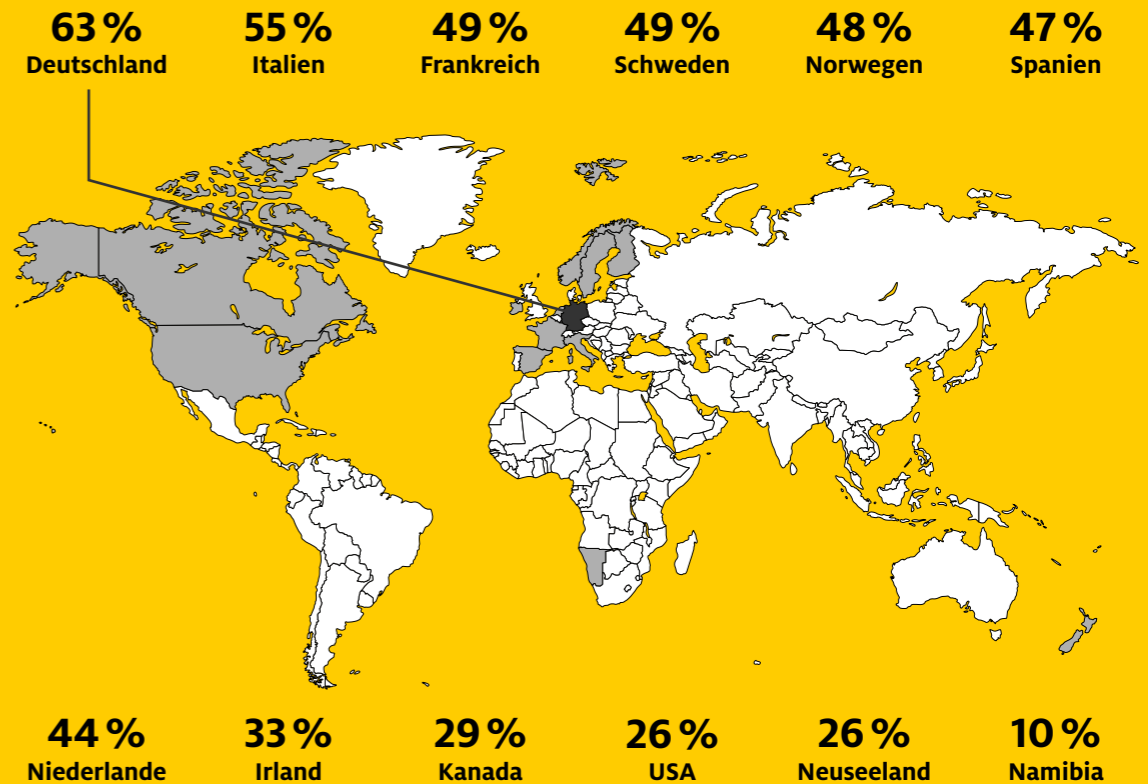 63 %
Deutschland
55 %
Italien
49 %
Frankreich
49 %
Schweden
48 %
Norwegen
47 %
Spanien
44 %
Niederlande
33 %
Irland
29 %
Kanada
26 %
USA
26 %
Neuseeland
10 %
Namibia